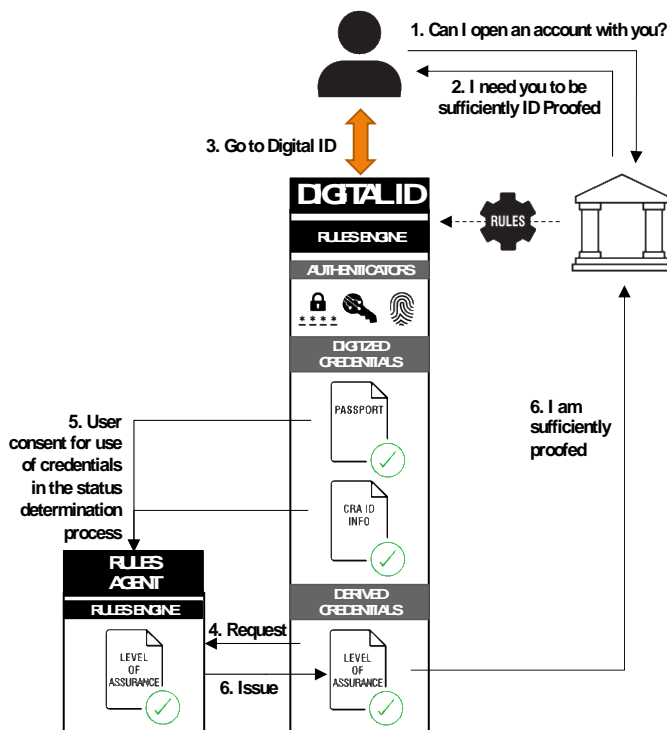 1. Can I open an account with you?
2. I need you to be
sufficiently ID Proofed
3. Go to Digital ID
DIGITAL ID
RULES ENGINE
RULES
AUTHENTICATORS
* * * *
DIGITZED
CREDENTIALS
PASSPORT
CRA ID
INFO
5. User
consent for use
of credentials
in the status
determination
process
6. I am
sufficiently
proofed
RULES
AGENT
RULES ENGINE
LEVEL
OF
ASSURANCE
4. Request
6. Issue
DERIVED
CREDENTIALS
LEVEL
OF
ASSURANCE